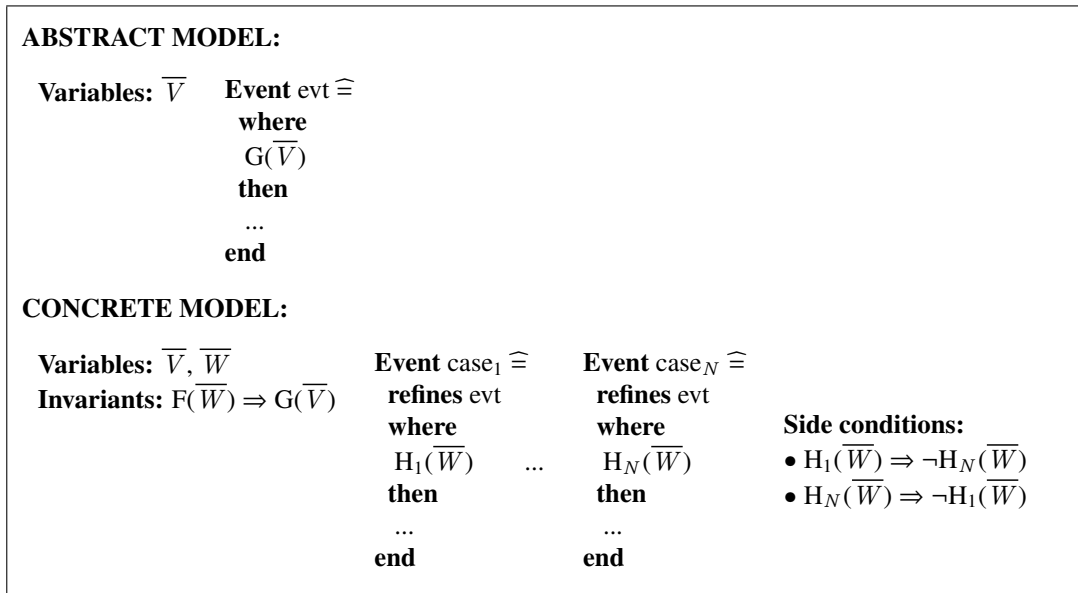 ABSTRACT MODEL:
Variables: V̅ Event evt ≙
where
G(V̅)
then
...
end
CONCRETE MODEL:
Variables: V̅, W̅ Event case₁ ≙ Event case_N ≙
Invariants: F(W̅) ⇒ G(V̅) refines evt refines evt
where where Side conditions:
H₁(W̅) ... H_N(W̅) • H₁(W̅) ⇒ ¬H_N(W̅)
then then • H_N(W̅) ⇒ ¬H₁(W̅)
... ...
end end